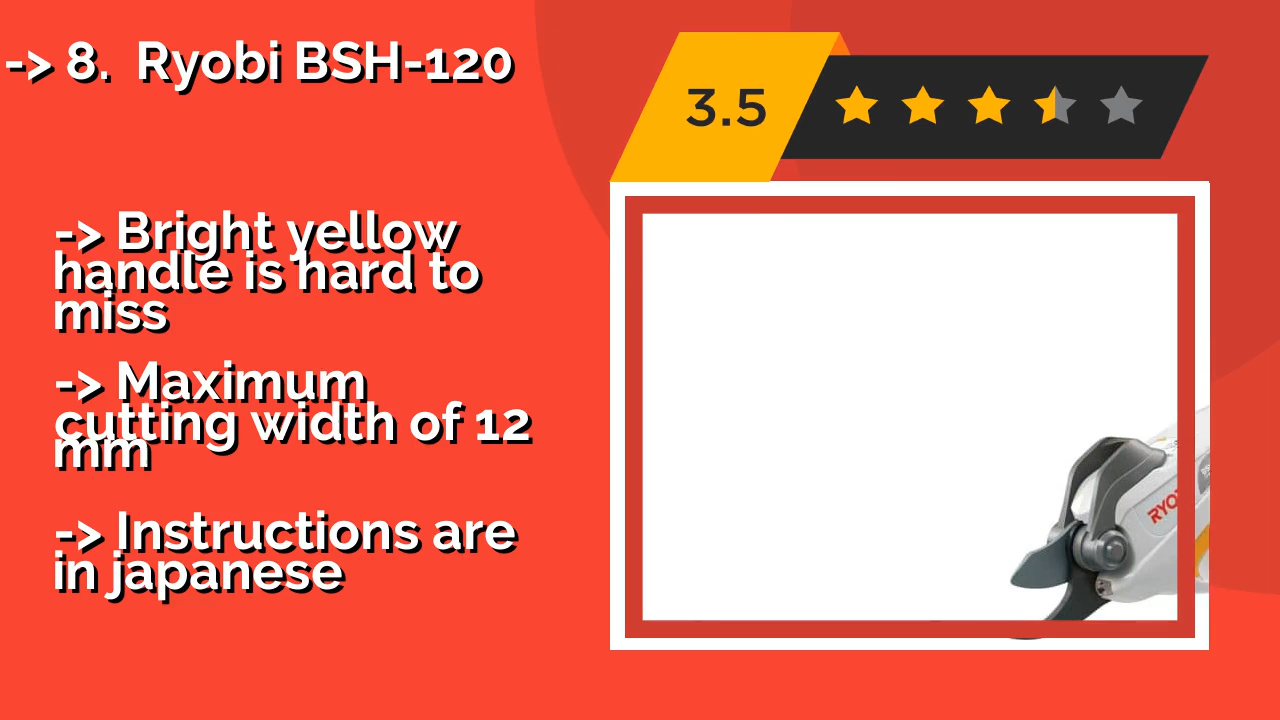 -> 8. Ryobi BSH-120
3.5
-> Bright yellow
handle is hard to
miss
-> Maximum
cutting width of 12
mm
-> Instructions are
in japanese
RYO